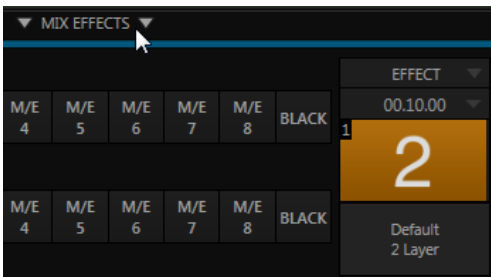 ▼ MIX EFFECTS ▼
EFFECT
00.10.00
M/E 4 M/E 5 M/E 6 M/E 7 M/E 8 BLACK
1
2
M/E 4 M/E 5 M/E 6 M/E 7 M/E 8 BLACK
Default
2 Layer